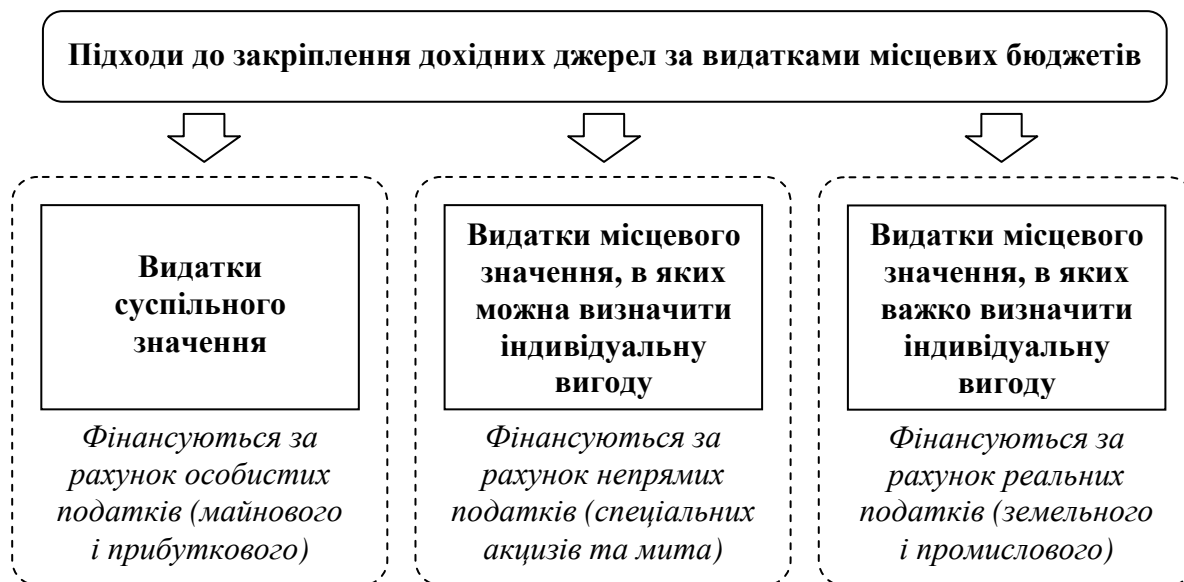 Підходи до закріплення дохідних джерел за видатками місцевих бюджетів
Видатки
суспільного
значення
Фінансуються за
рахунок особистих
податків (майнового
і прибуткового)
Видатки місцевого
значення, в яких
можна визначити
індивідуальну
вигоду
Фінансуються за
рахунок непрямих
податків (спеціальних
акцизів та мита)
Видатки місцевого
значення, в яких
важко визначити
індивідуальну
вигоду
Фінансуються за
рахунок реальних
податків (земельного
і промислового)